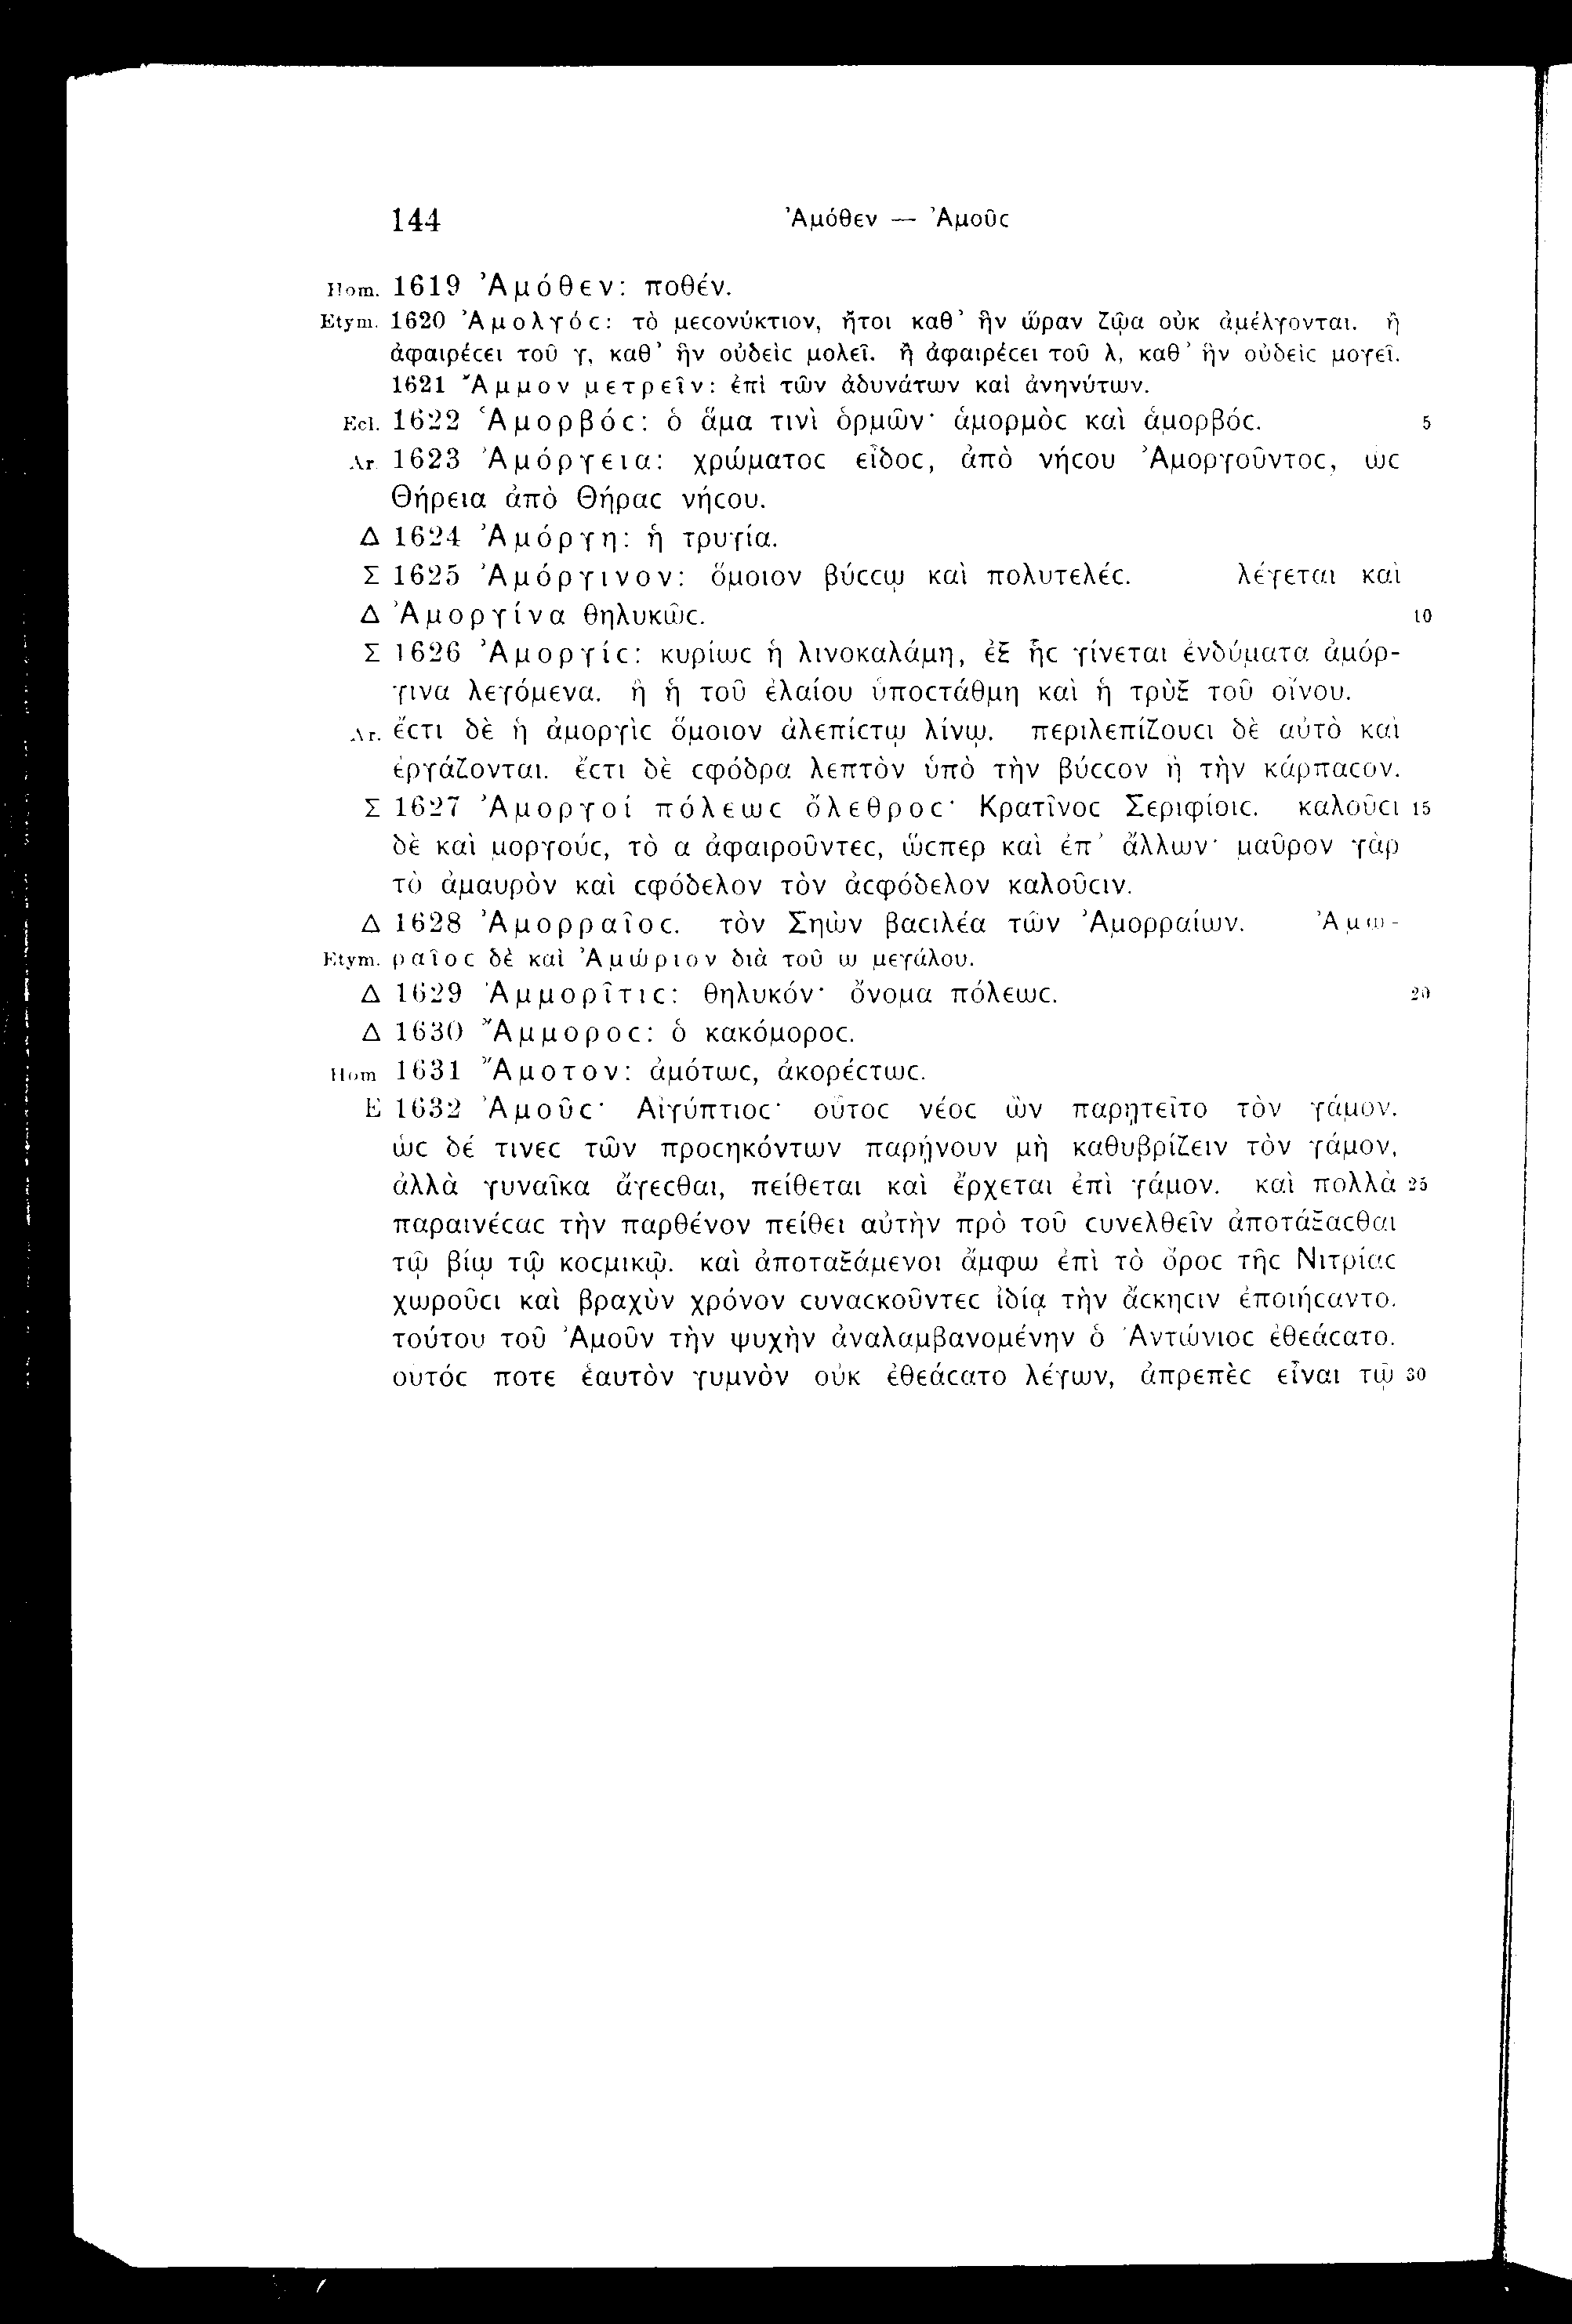 144 Ἀμόθεν — Ἀμοῦϲ
Hom. 1619 Ἀμόθεν: ποθέν.
Etym. 1620 Ἀμολγόϲ: τὸ μεϲονύκτιον, ἤτοι καθ’ ἣν ὥραν ζῷα οὐκ ἀμέλγονται. ἢ
ἀφαιρέϲει τοῦ γ, καθ’ ἣν οὐδεὶϲ μολεῖ. ἢ ἀφαιρέϲει τοῦ λ, καθ’ ἣν οὐδεὶϲ μογεῖ.
1621 Ἄμμον μετρεῖν: ἐπὶ τῶν ἀδυνάτων καὶ ἀνηνύτων.
Ecl. 1622 Ἁμορβόϲ: ὁ ἅμα τινὶ ὁρμῶν· ἁμορμὸϲ καὶ ἁμορβόϲ. 5
Ar 1623 Ἀμόργεια: χρώματοϲ εἶδοϲ, ἀπὸ νήϲου Ἀμοργοῦντοϲ, ὡϲ
Θήρεια ἀπὸ Θήραϲ νήϲου.
Δ 1624 Ἀμόργη: ἡ τρυγία.
Σ 1625 Ἀμόργινον: ὅμοιον βύϲϲῳ καὶ πολυτελέϲ. λέγεται καὶ
Δ Ἀμοργίνα θηλυκῶϲ. 10
Σ 1626 Ἀμοργίϲ: κυρίωϲ ἡ λινοκαλάμη, ἐξ ἧϲ γίνεται ἐνδύματα ἀμόρ-
γινα λεγόμενα. ἢ ἡ τοῦ ἐλαίου ὑποϲτάθμη καὶ ἡ τρὺξ τοῦ οἴνου.
Ar. ἔϲτι δὲ ἡ ἀμοργὶϲ ὅμοιον ἀλεπίϲτῳ λίνῳ. περιλεπίζουϲι δὲ αὐτὸ καὶ
ἐργάζονται. ἔϲτι δὲ ϲφόδρα λεπτὸν ὑπὸ τὴν βύϲϲον ἢ τὴν κάρπαϲον.
Σ 1627 Ἀμοργοί πόλεωϲ ὄλεθροϲ· Κρατῖνοϲ Σεριφίοιϲ. καλοῦϲι 15
δὲ καὶ μοργούϲ, τὸ α ἀφαιροῦντεϲ, ὥϲπερ καὶ ἐπ’ ἄλλων· μαῦρον γὰρ
τὸ ἀμαυρὸν καὶ ϲφόδελον τὸν ἀϲφόδελον καλοῦϲιν.
Δ 1628 Ἀμορραῖοϲ. τὸν Σηὼν βαϲιλέα τῶν Ἀμορραίων. Ἀμω-
Etym. ραῖοϲ δὲ καὶ Ἀμώριον διὰ τοῦ ω μεγάλου.
Δ 1629 Ἀμμορῖτιϲ: θηλυκόν· ὄνομα πόλεωϲ. 20
Δ 1630 Ἄμμοροϲ: ὁ κακόμοροϲ.
Hom 1631 Ἄμοτον: ἀμότωϲ, ἀκορέϲτωϲ.
E 1632 Ἀμοῦϲ· Αἰγύπτιοϲ· οὗτοϲ νέοϲ ὢν παρῃτεῖτο τὸν γάμον.
ὡϲ δέ τινεϲ τῶν προϲηκόντων παρῄνουν μὴ καθυβρίζειν τὸν γάμον,
ἀλλὰ γυναῖκα ἄγεϲθαι, πείθεται καὶ ἔρχεται ἐπὶ γάμον. καὶ πολλὰ 25
παραινέϲαϲ τὴν παρθένον πείθει αὐτὴν πρὸ τοῦ ϲυνελθεῖν ἀποτάξαϲθαι
τῷ βίῳ τῷ κοϲμικῷ. καὶ ἀποταξάμενοι ἄμφω ἐπὶ τὸ ὄροϲ τῆϲ Νιτρίαϲ
χωροῦϲι καὶ βραχὺν χρόνον ϲυναϲκοῦντεϲ ἰδίᾳ τὴν ἄϲκηϲιν ἐποιήϲαντο.
τούτου τοῦ Ἀμοῦν τὴν ψυχὴν ἀναλαμβανομένην ὁ Ἀντώνιοϲ ἐθεάϲατο.
οὗτόϲ ποτε ἑαυτὸν γυμνὸν οὐκ ἐθεάϲατο λέγων, ἀπρεπὲϲ εἶναι τῷ 30